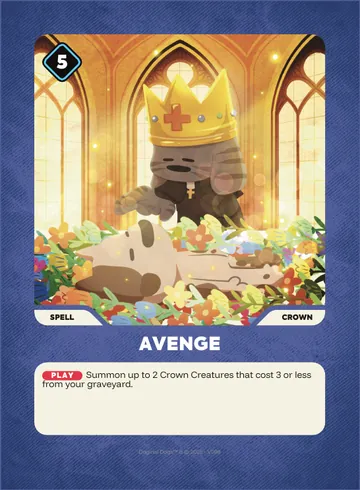 5
SPELL
CROWN
AVENGE
PLAY Summon up to 2 Crown Creatures that cost 3 or less
from your graveyard.